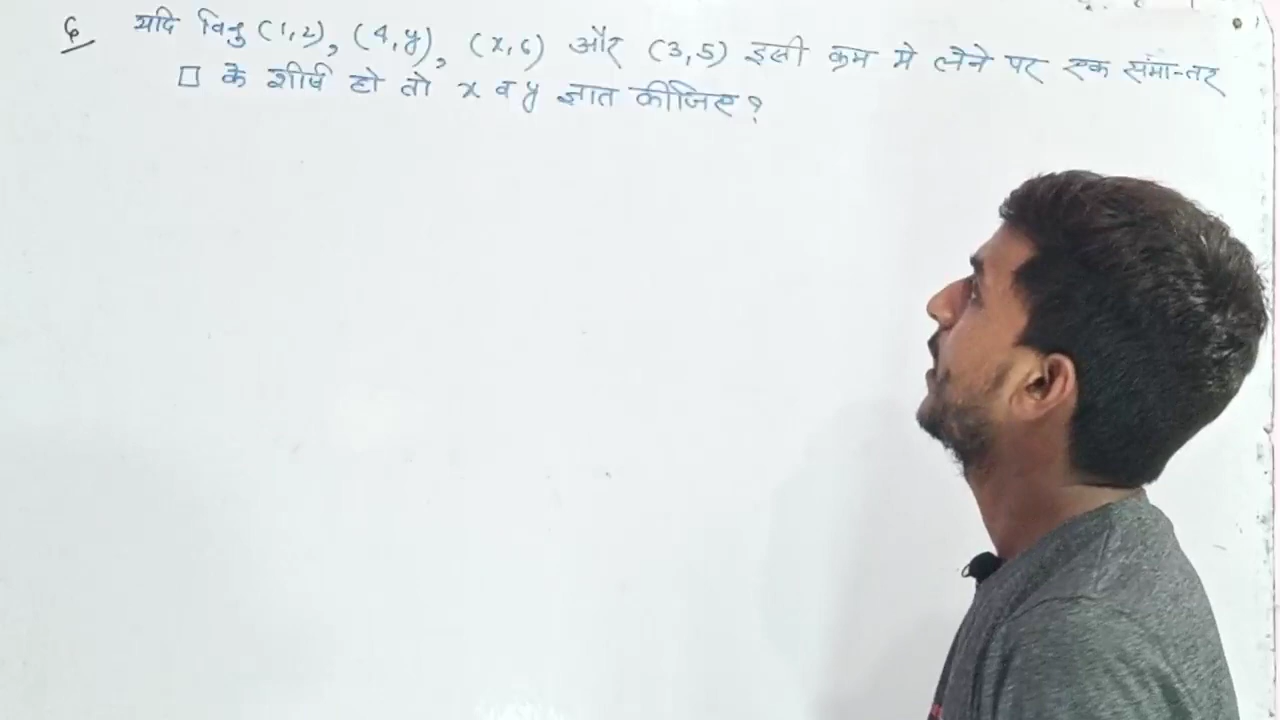 6 यदि विन्दु (1,2), (4,y), (x,6) और (3,5) इसी क्रम मे लेने पर एक समान्तर
□ के शीर्ष हो तो x व y ज्ञात कीजिए?